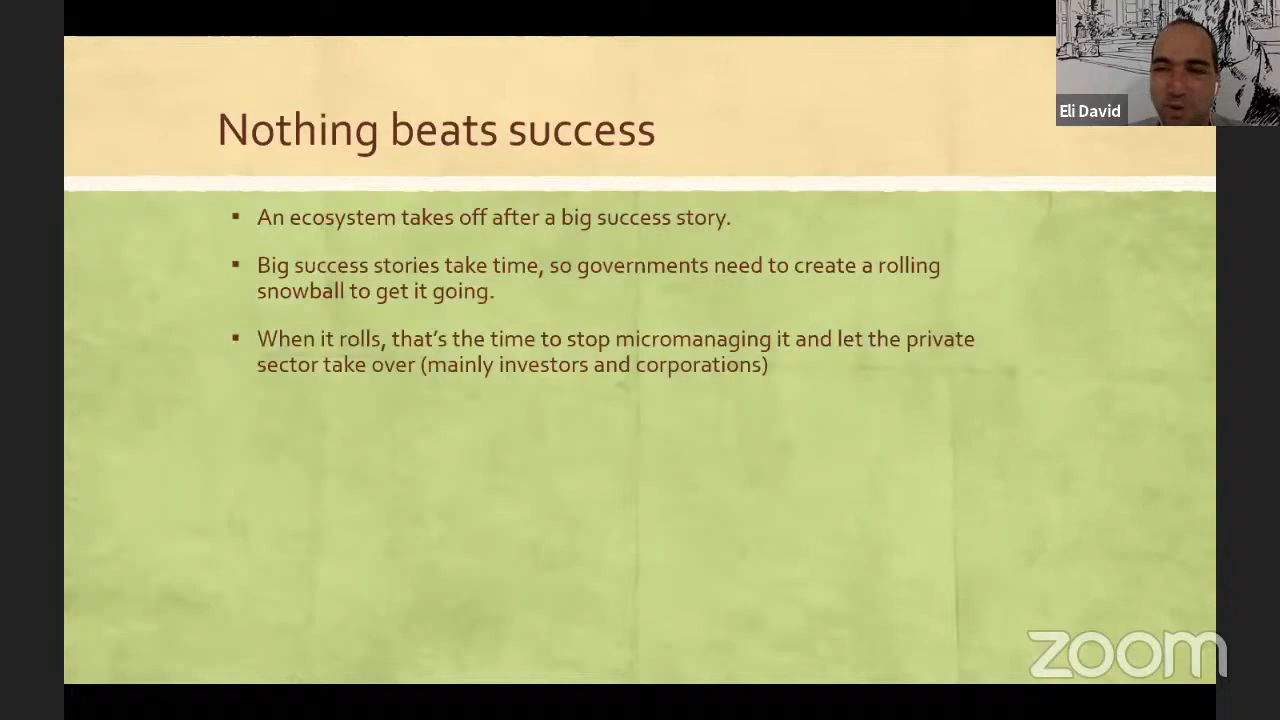 Eli David
Nothing beats success
▪ An ecosystem takes off after a big success story.
▪ Big success stories take time, so governments need to create a rolling
snowball to get it going.
▪ When it rolls, that’s the time to stop micromanaging it and let the private
sector take over (mainly investors and corporations)
zoom